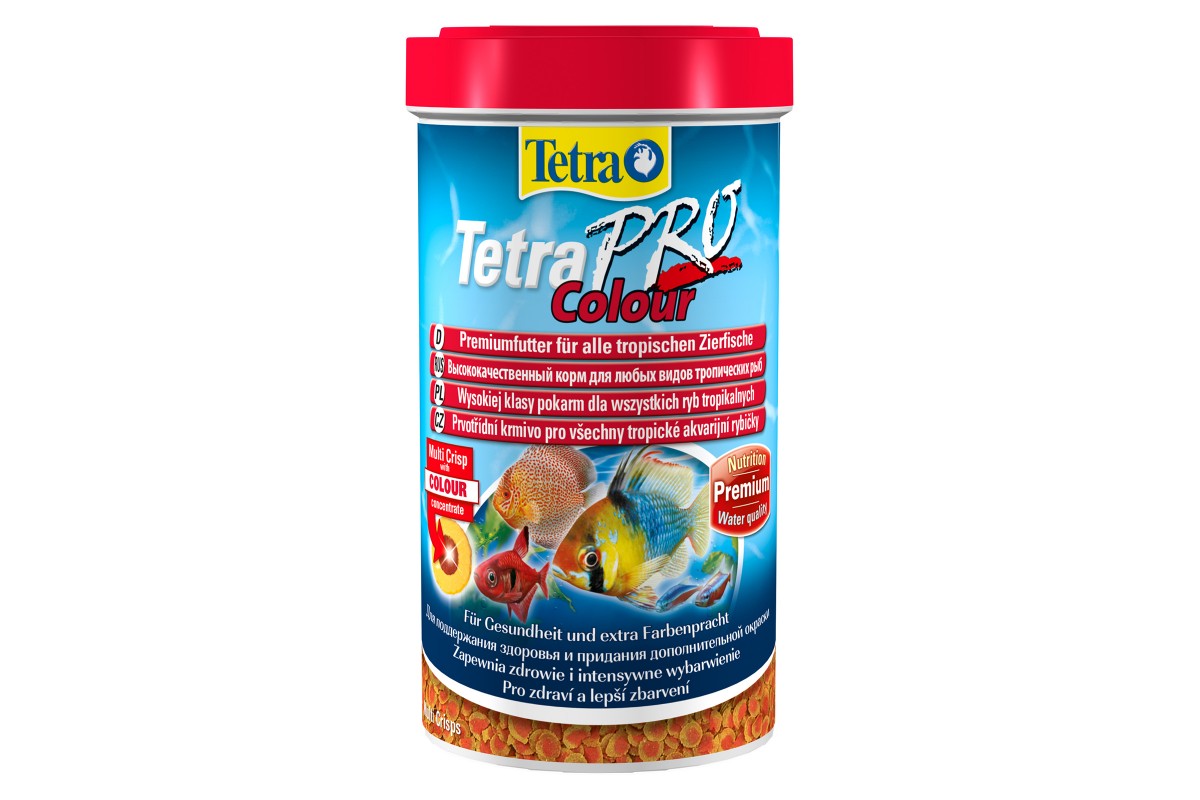 Tetra
TetraPRO
Colour
D Premiumfutter für alle tropischen Zierfische
RUS Высококачественный корм для любых видов тропических рыб
PL Wysokiej klasy pokarm dla wszystkich ryb tropikalnych
CZ Prvotřídní krmivo pro všechny tropické akvarijní rybičky
Multi Crisp
with
COLOUR
concentrate
Nutrition
Premium
Water quality
Für Gesundheit und extra Farbenpracht
Для поддержания здоровья и придания дополнительной окраски
Zapewnia zdrowie i intensywne wybarwienie
Pro zdraví a lepší zbarvení
Crisps